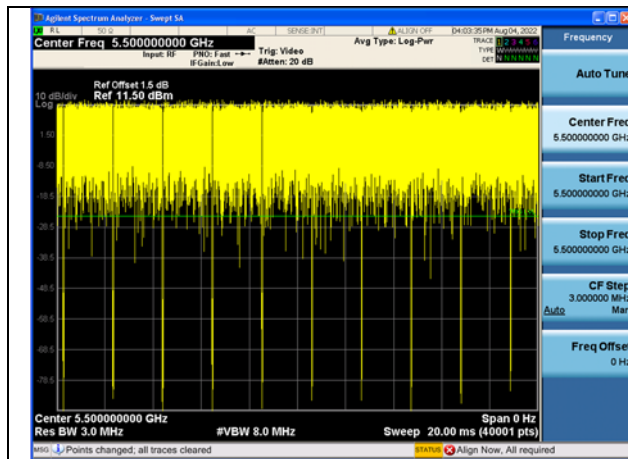 Agilent Spectrum Analyzer - Swept SA
RL 50 Ω AC SENSE:INT ALIGN OFF 04:03:35 PM Aug 04, 2022
Center Freq 5.500000000 GHz
Input: RF PNO: Fast Trig: Video
IFGain:Low #Atten: 20 dB
Avg Type: Log-Pwr
TRACE 1 2 3 4 5 6
TYPE
DET N N N N N N
Frequency
Ref Offset 1.5 dB
10 dB/div Ref 11.50 dBm
Log
1.50
-8.50
-18.5
-28.5
-38.5
-48.5
-58.5
-68.5
-78.5
Center 5.500000000 GHz Span 0 Hz
Res BW 3.0 MHz #VBW 8.0 MHz Sweep 20.00 ms (40001 pts)
Auto Tune
Center Freq
5.500000000 GHz
Start Freq
5.500000000 GHz
Stop Freq
5.500000000 GHz
CF Step
3.000000 MHz
Auto Man
Freq Offset
0 Hz
MSG Points changed; all traces cleared STATUS Align Now, All required